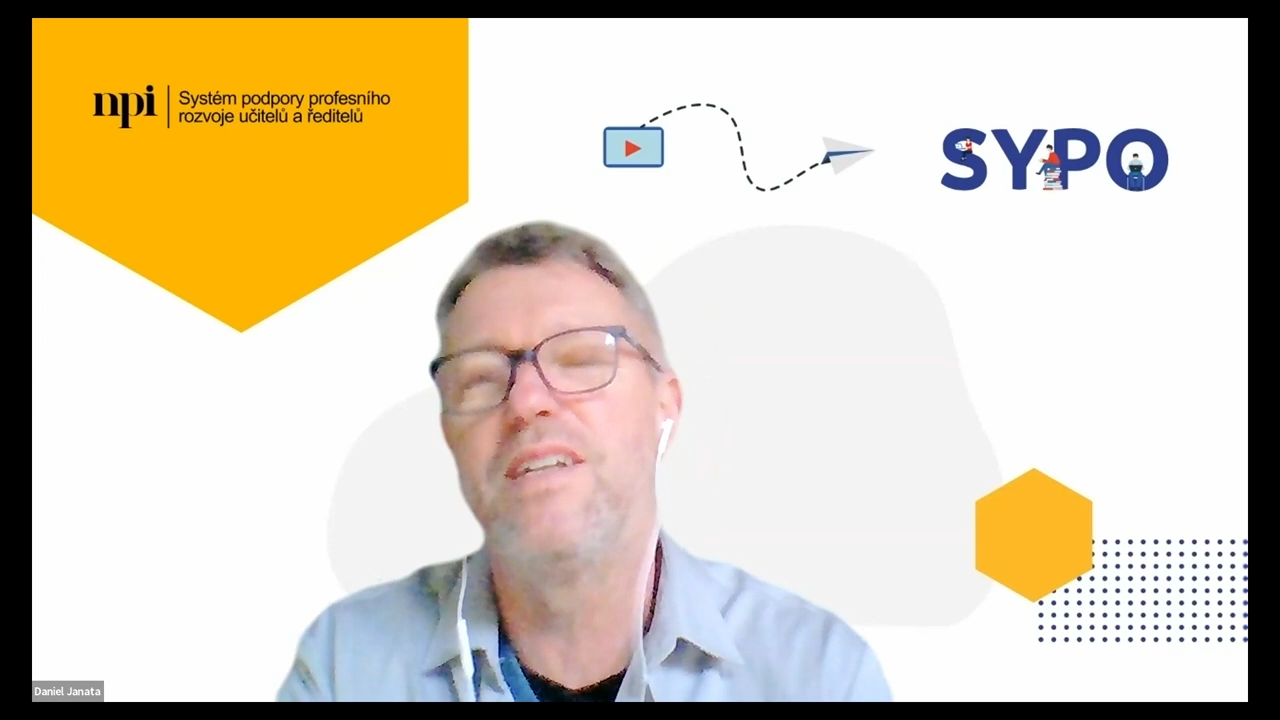 npi
Systém podpory profesního
rozvoje učitelů a ředitelů
SYPO
Daniel Janata